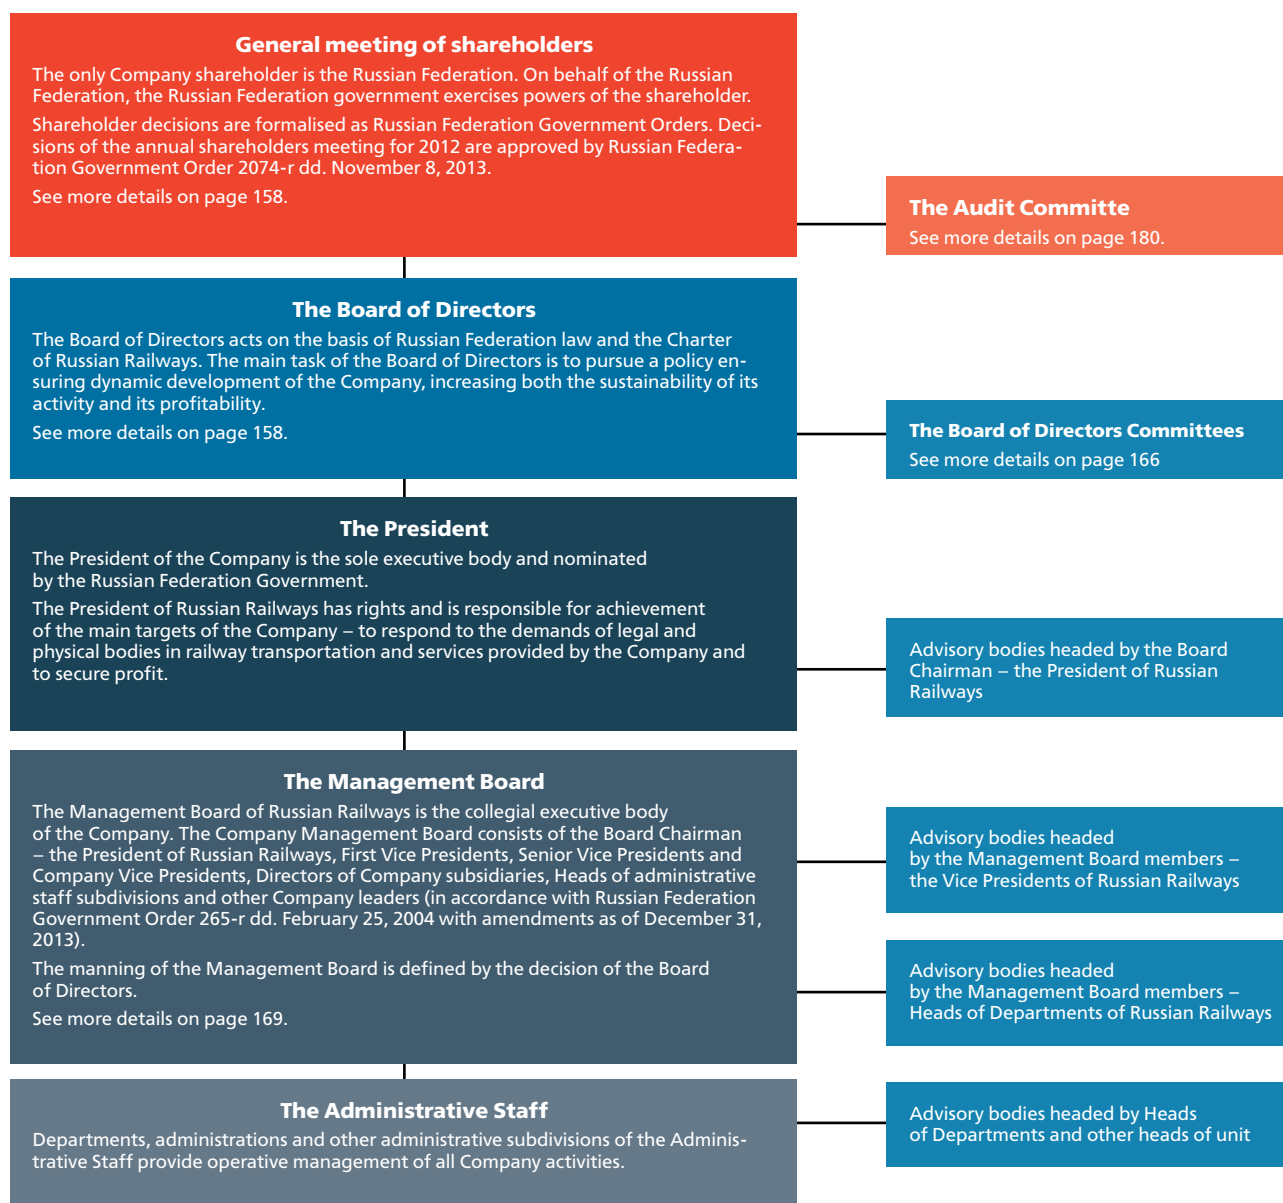 General meeting of shareholders
The only Company shareholder is the Russian Federation. On behalf of the Russian
Federation, the Russian Federation government exercises powers of the shareholder.
Shareholder decisions are formalised as Russian Federation Government Orders. Deci-
sions of the annual shareholders meeting for 2012 are approved by Russian Federa-
tion Government Order 2074-r dd. November 8, 2013.
See more details on page 158.
The Audit Committe
See more details on page 180.
The Board of Directors
The Board of Directors acts on the basis of Russian Federation law and the Charter
of Russian Railways. The main task of the Board of Directors is to pursue a policy en-
suring dynamic development of the Company, increasing both the sustainability of its
activity and its profitability.
See more details on page 158.
The Board of Directors Committees
See more details on page 166
The President
The President of the Company is the sole executive body and nominated
by the Russian Federation Government.
The President of Russian Railways has rights and is responsible for achievement
of the main targets of the Company – to respond to the demands of legal and
physical bodies in railway transportation and services provided by the Company and
to secure profit.
Advisory bodies headed by the Board
Chairman – the President of Russian
Railways
The Management Board
The Management Board of Russian Railways is the collegial executive body
of the Company. The Company Management Board consists of the Board Chairman
– the President of Russian Railways, First Vice Presidents, Senior Vice Presidents and
Company Vice Presidents, Directors of Company subsidiaries, Heads of administrative
staff subdivisions and other Company leaders (in accordance with Russian Federation
Government Order 265-r dd. February 25, 2004 with amendments as of December 31,
2013).
The manning of the Management Board is defined by the decision of the Board
of Directors.
See more details on page 169.
Advisory bodies headed
by the Management Board members –
the Vice Presidents of Russian Railways
Advisory bodies headed
by the Management Board members –
Heads of Departments of Russian Railways
The Administrative Staff
Departments, administrations and other administrative subdivisions of the Adminis-
trative Staff provide operative management of all Company activities.
Advisory bodies headed by Heads
of Departments and other heads of unit